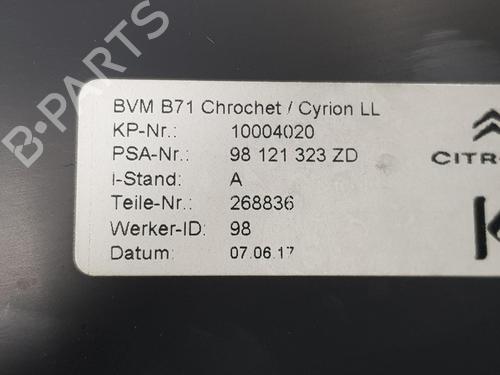 B-PARTS
BVM B71 Chrochet / Cyrion LL
KP-Nr.: 10004020
PSA-Nr.: 98 121 323 ZD
I-Stand: A
Teile-Nr.: 268836
Werker-ID: 98
Datum: 07.06.17
CITR